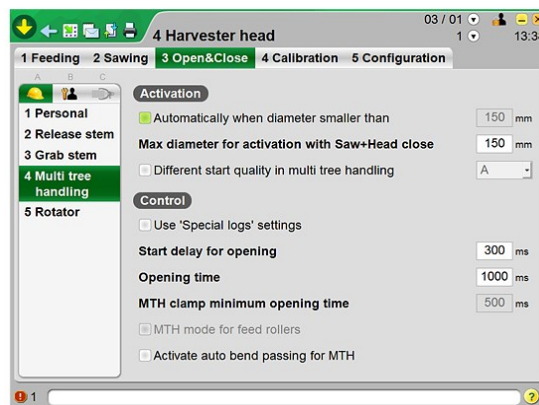 03 / 01
4 Harvester head
1
13:34
1 Feeding 2 Sawing 3 Open&Close 4 Calibration 5 Configuration
A B C
Activation
1 Personal
Automatically when diameter smaller than 150 mm
2 Release stem
Max diameter for activation with Saw+Head close 150 mm
3 Grab stem
Different start quality in multi tree handling A
4 Multi tree
handling
Control
5 Rotator
Use 'Special logs' settings
Start delay for opening 300 ms
Opening time 1000 ms
MTH clamp minimum opening time 500 ms
MTH mode for feed rollers
Activate auto bend passing for MTH
1
?